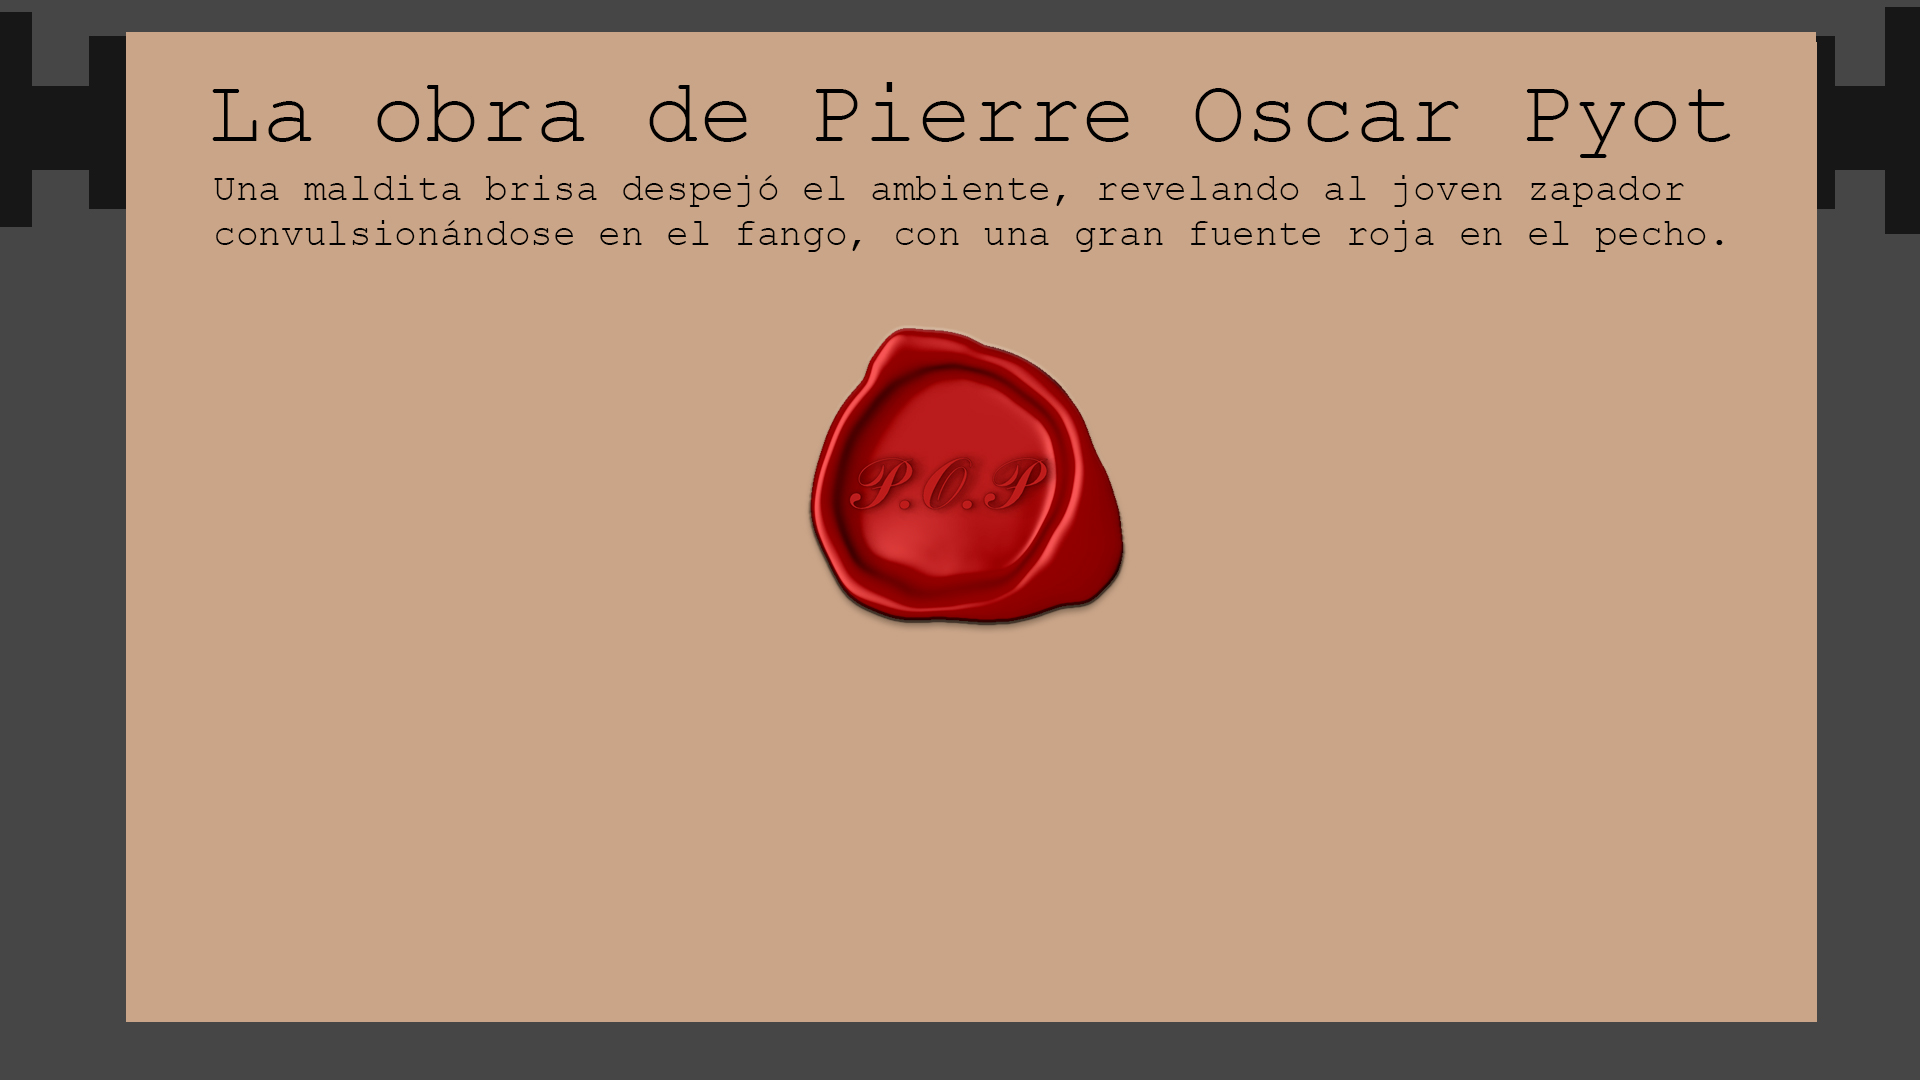 La obra de Pierre Oscar Pyot
Una maldita brisa despejó el ambiente, revelando al joven zapador
convulsionándose en el fango, con una gran fuente roja en el pecho.
P.O.P